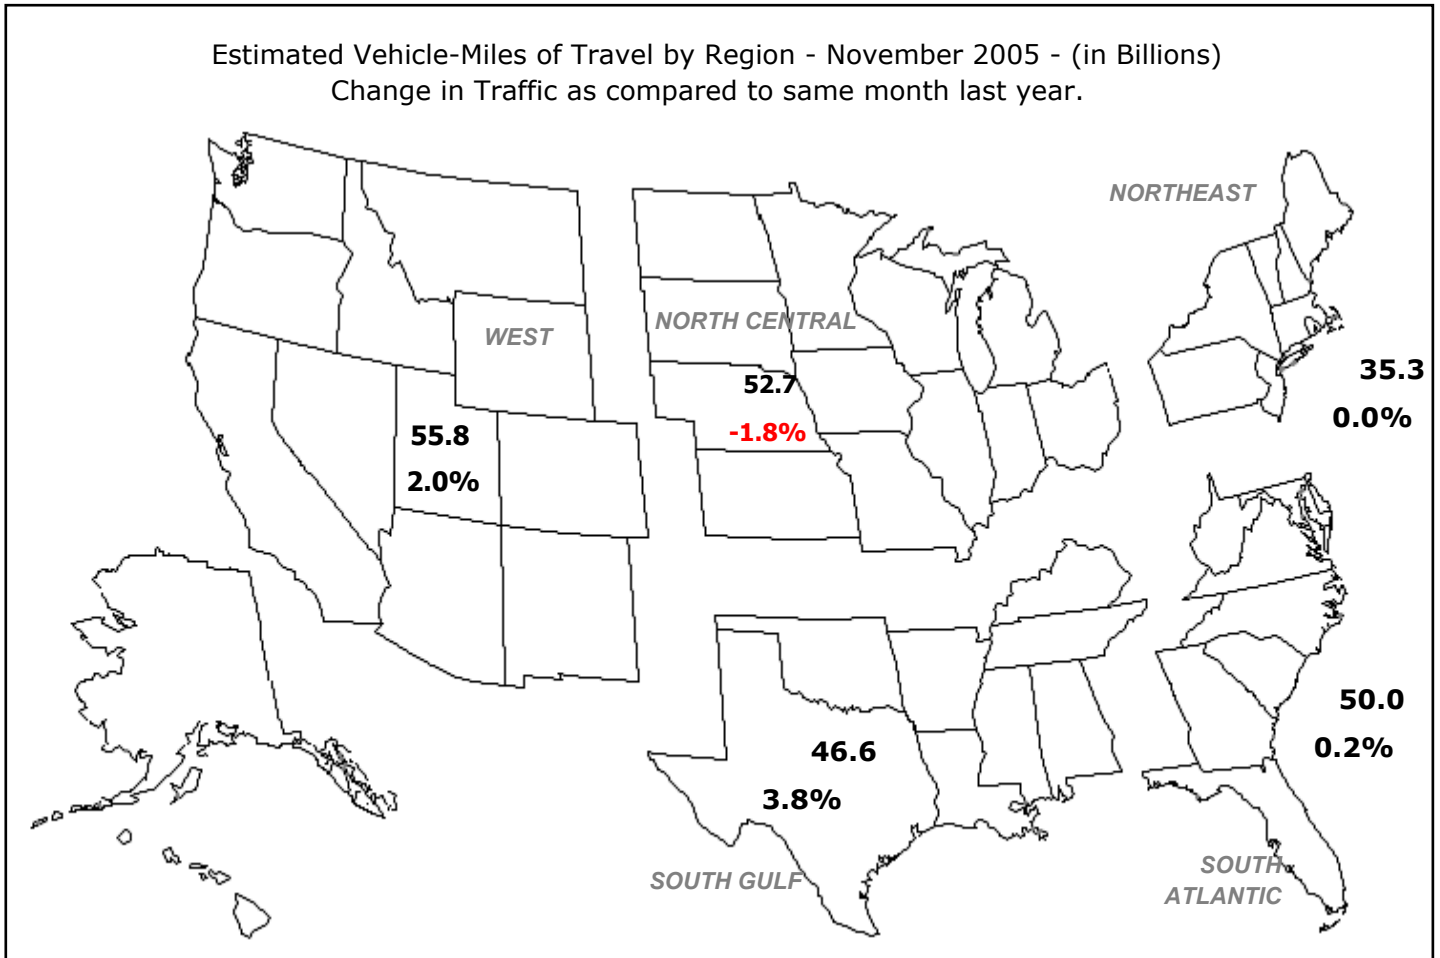 Estimated Vehicle-Miles of Travel by Region - November 2005 - (in Billions)
Change in Traffic as compared to same month last year.
NORTHEAST
WEST
NORTH CENTRAL
35.3
0.0%
52.7
-1.8%
55.8
2.0%
50.0
0.2%
46.6
3.8%
SOUTH GULF
SOUTH
ATLANTIC